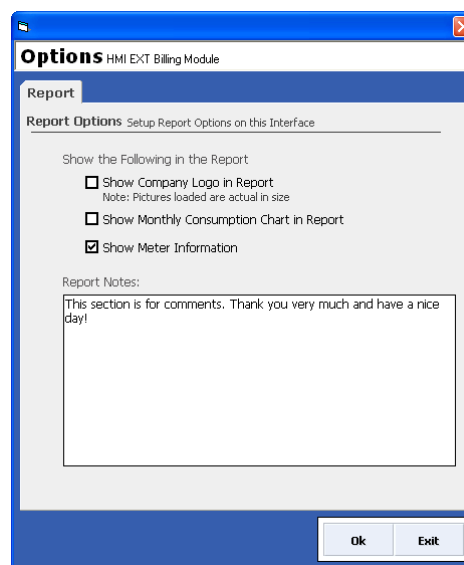 Options HMI EXT Billing Module
Report
Report Options Setup Report Options on this Interface
Show the Following in the Report
Show Company Logo in Report
Note: Pictures loaded are actual in size
Show Monthly Consumption Chart in Report
Show Meter Information
Report Notes:
This section is for comments. Thank you very much and have a nice
day!
Ok Exit